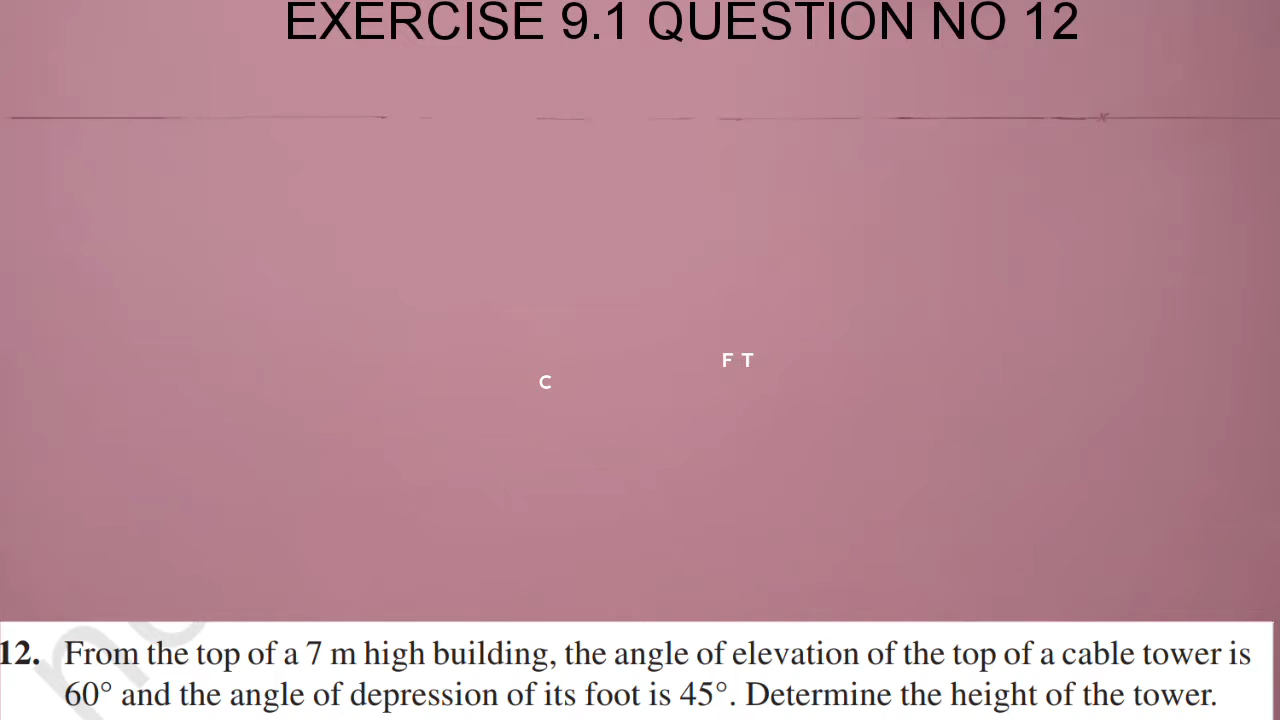 EXERCISE 9.1 QUESTION NO 12
F T
C
12. From the top of a 7 m high building, the angle of elevation of the top of a cable tower is
60° and the angle of depression of its foot is 45°. Determine the height of the tower.